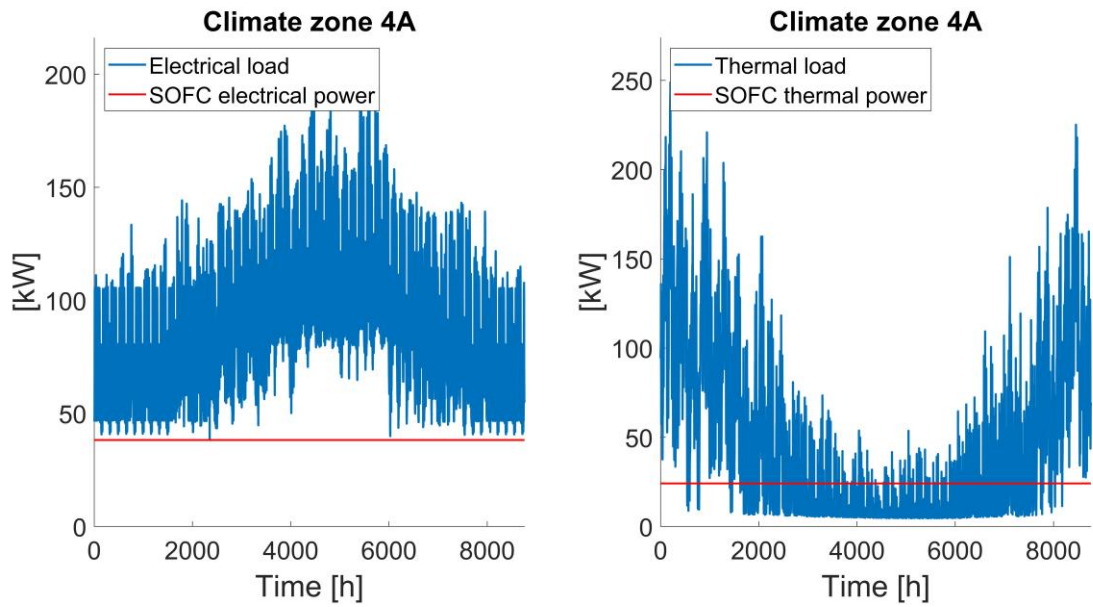 Climate zone 4A
Electrical load
SOFC electrical power
200
150
100
50
0
[kW]
0 2000 4000 6000 8000
Time [h]
Climate zone 4A
Thermal load
SOFC thermal power
250
200
150
100
50
0
[kW]
0 2000 4000 6000 8000
Time [h]